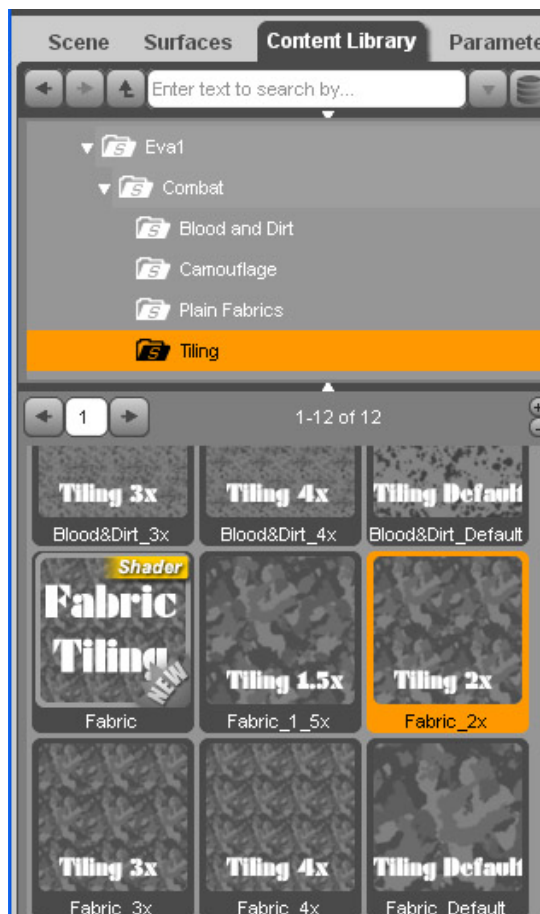 Scene Surfaces Content Library Paramete
Enter text to search by...
Eva1
Combat
Blood and Dirt
Camouflage
Plain Fabrics
Tiling
1 1-12 of 12
Tiling 3x Tiling 4x Tiling Default
Blood&Dirt_3x Blood&Dirt_4x Blood&Dirt_Default
Shader
Fabric
Tiling Tiling 1.5x Tiling 2x
NEW
Fabric Fabric_1_5x Fabric_2x
Tiling 3x Tiling 4x Tiling Default
Fabric_3x Fabric_4x Fabric_Default